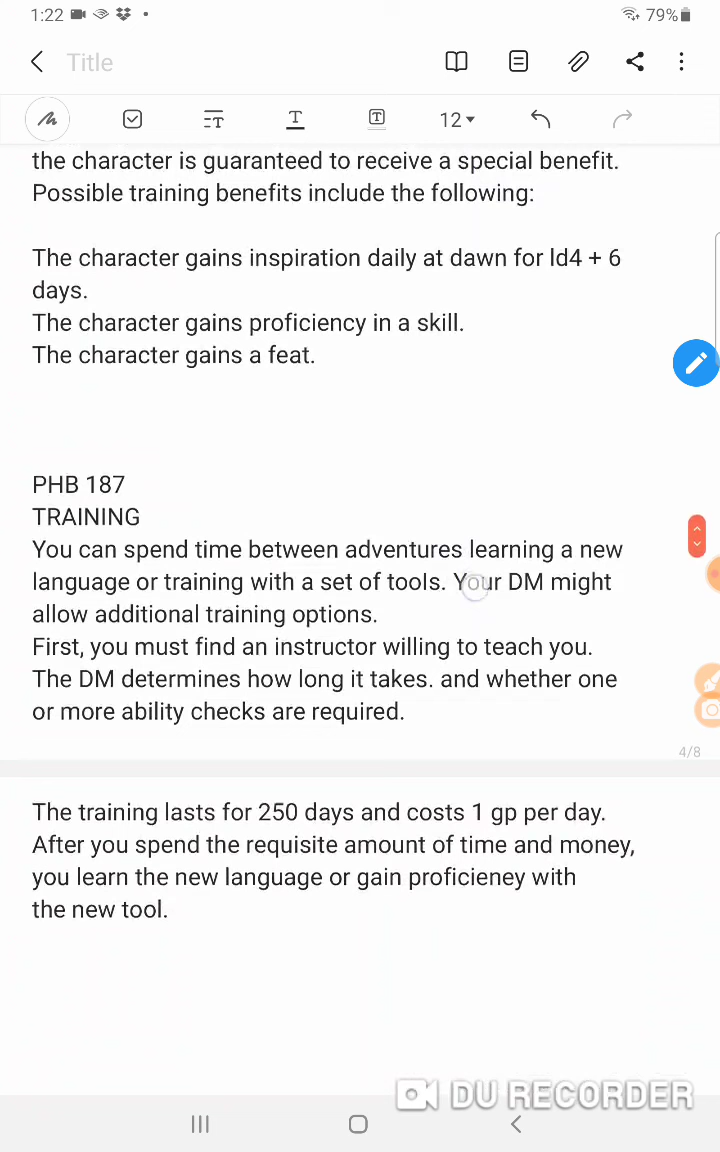 1:22
79%
Title
12
the character is guaranteed to receive a special benefit.
Possible training benefits include the following:
The character gains inspiration daily at dawn for ld4 + 6
days.
The character gains proficiency in a skill.
The character gains a feat.
PHB 187
TRAINING
You can spend time between adventures learning a new
language or training with a set of tools. Your DM might
allow additional training options.
First, you must find an instructor willing to teach you.
The DM determines how long it takes. and whether one
or more ability checks are required.
4/8
The training lasts for 250 days and costs 1 gp per day.
After you spend the requisite amount of time and money,
you learn the new language or gain proficieney with
the new tool.
DU RECORDER